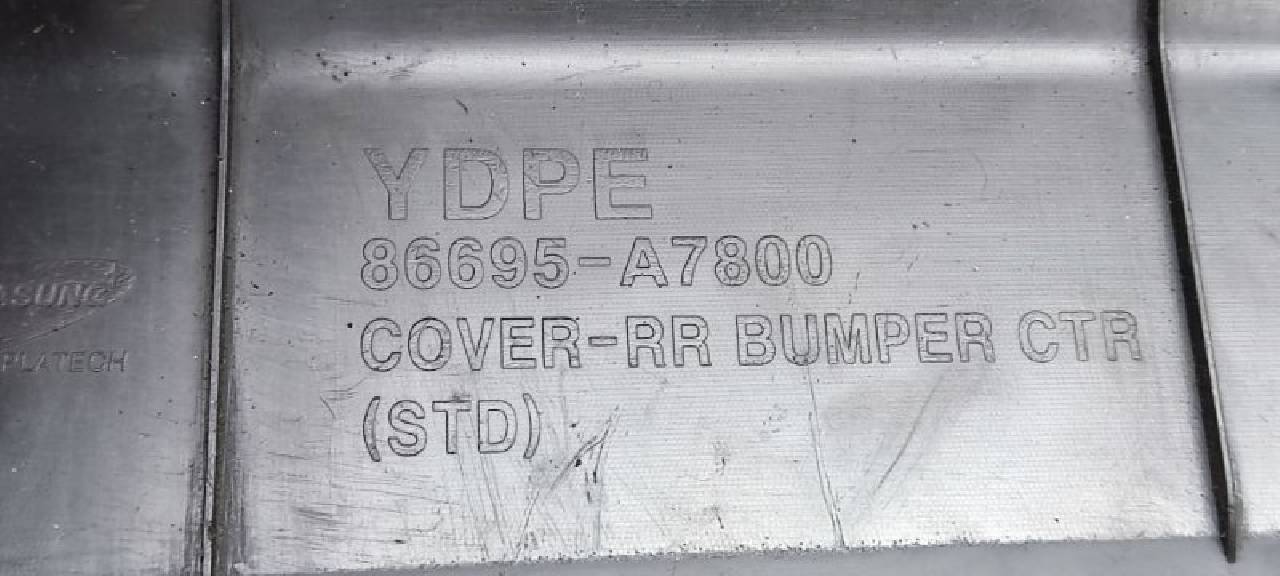 YDPE
86695-A7800
COVER-RR BUMPER CTR
(STD)
PLATECH